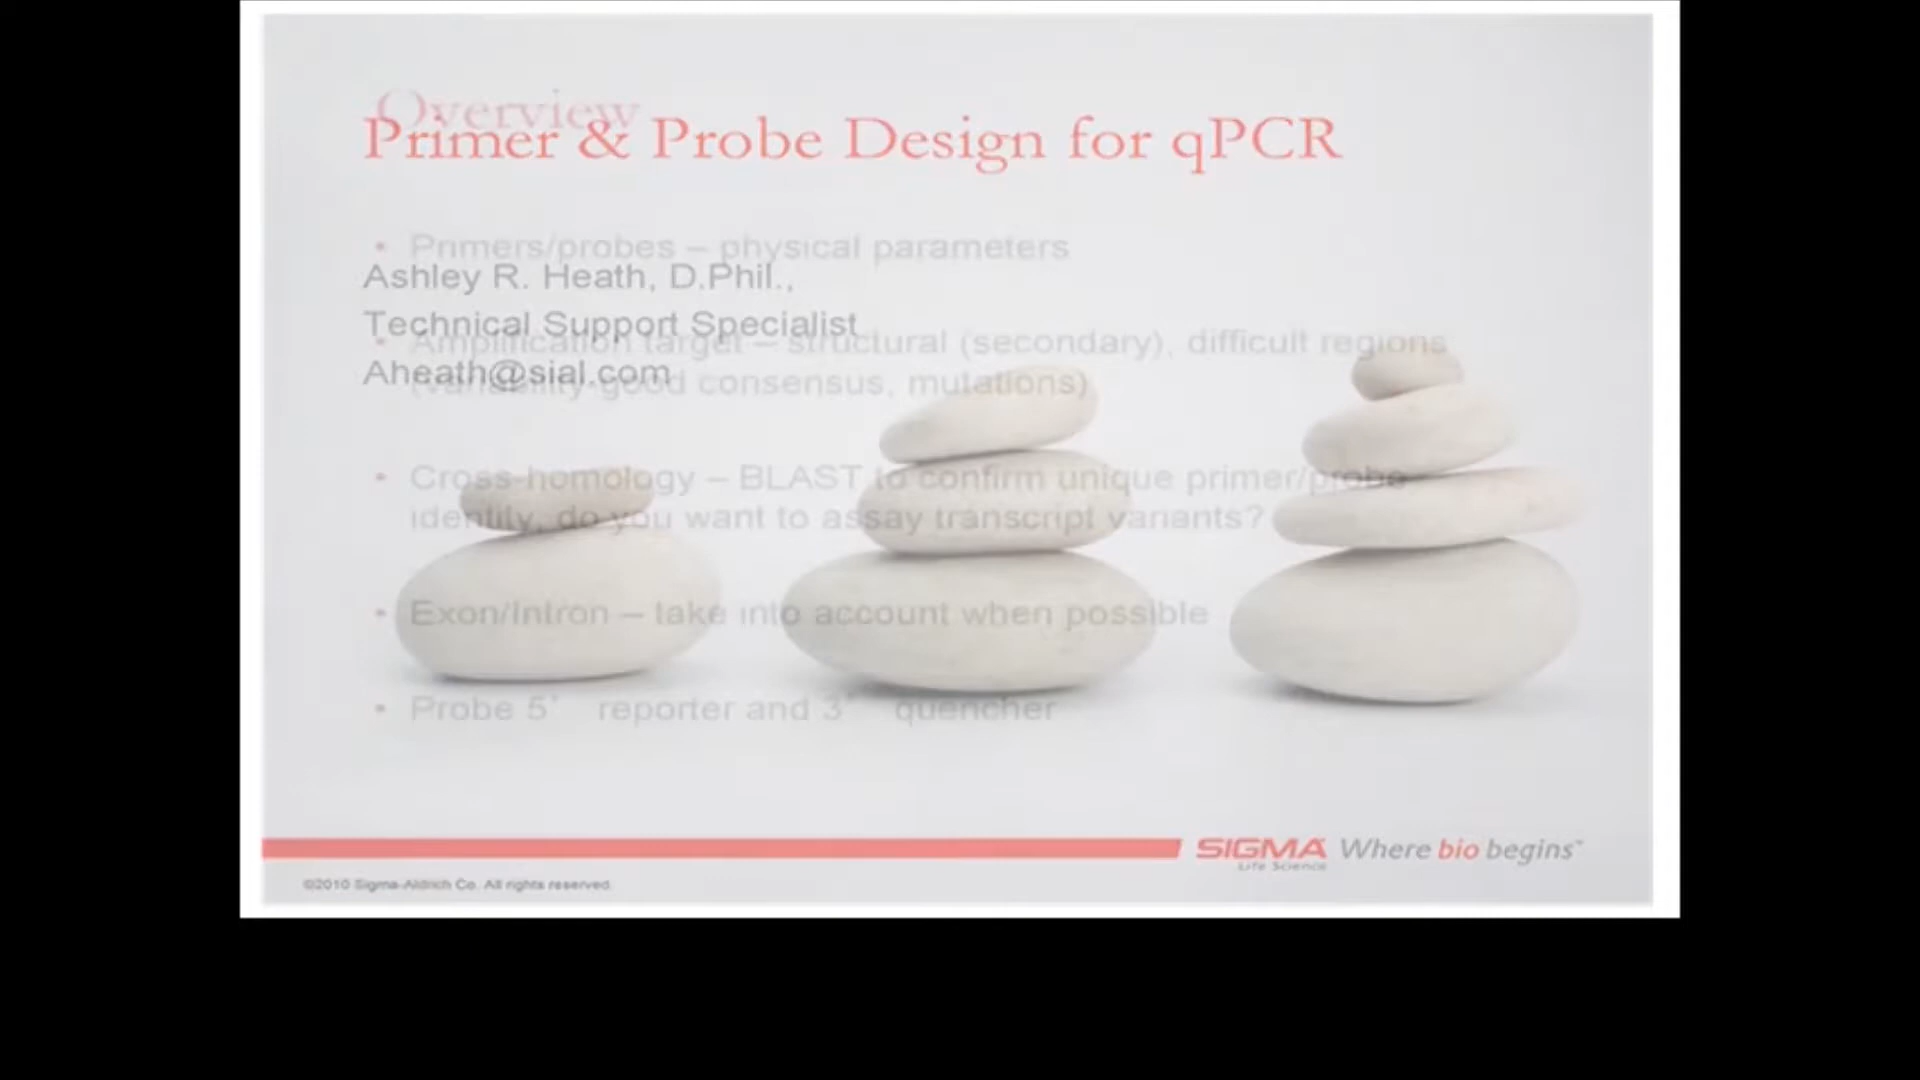 Overview
Primer & Probe Design for qPCR
• Primers/probes – physical parameters
Ashley R. Heath, D.Phil.,
Technical Support Specialist
• Amplification target – structural (secondary), difficult regions
Aheath@sial.com
(variability-good consensus, mutations)
• Cross-homology – BLAST to confirm unique primer/probe
identity, do you want to assay transcript variants?
• Exon/Intron – take into account when possible
• Probe 5’ reporter and 3’ quencher
SIGMA Where bio begins™
Life Science
©2010 Sigma-Aldrich Co. All rights reserved.